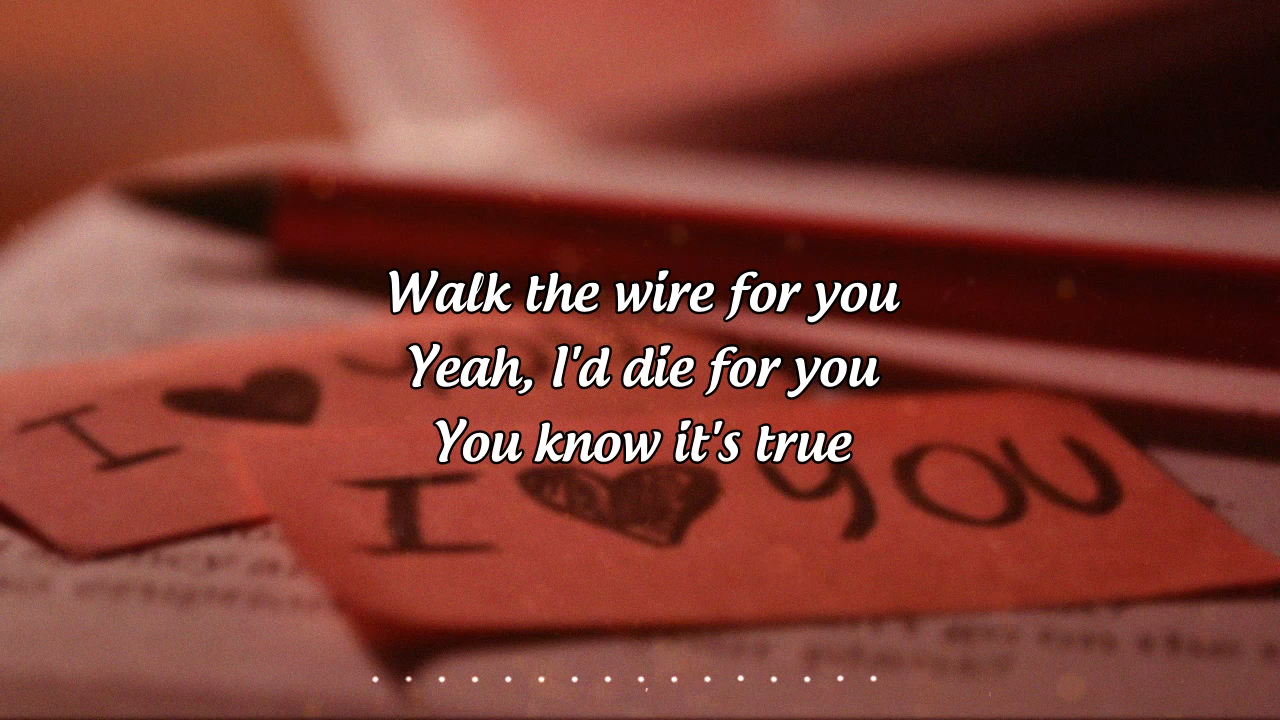 Walk the wire for you
Yeah, I'd die for you
You know it's true
I ♥
I ♥ YOU